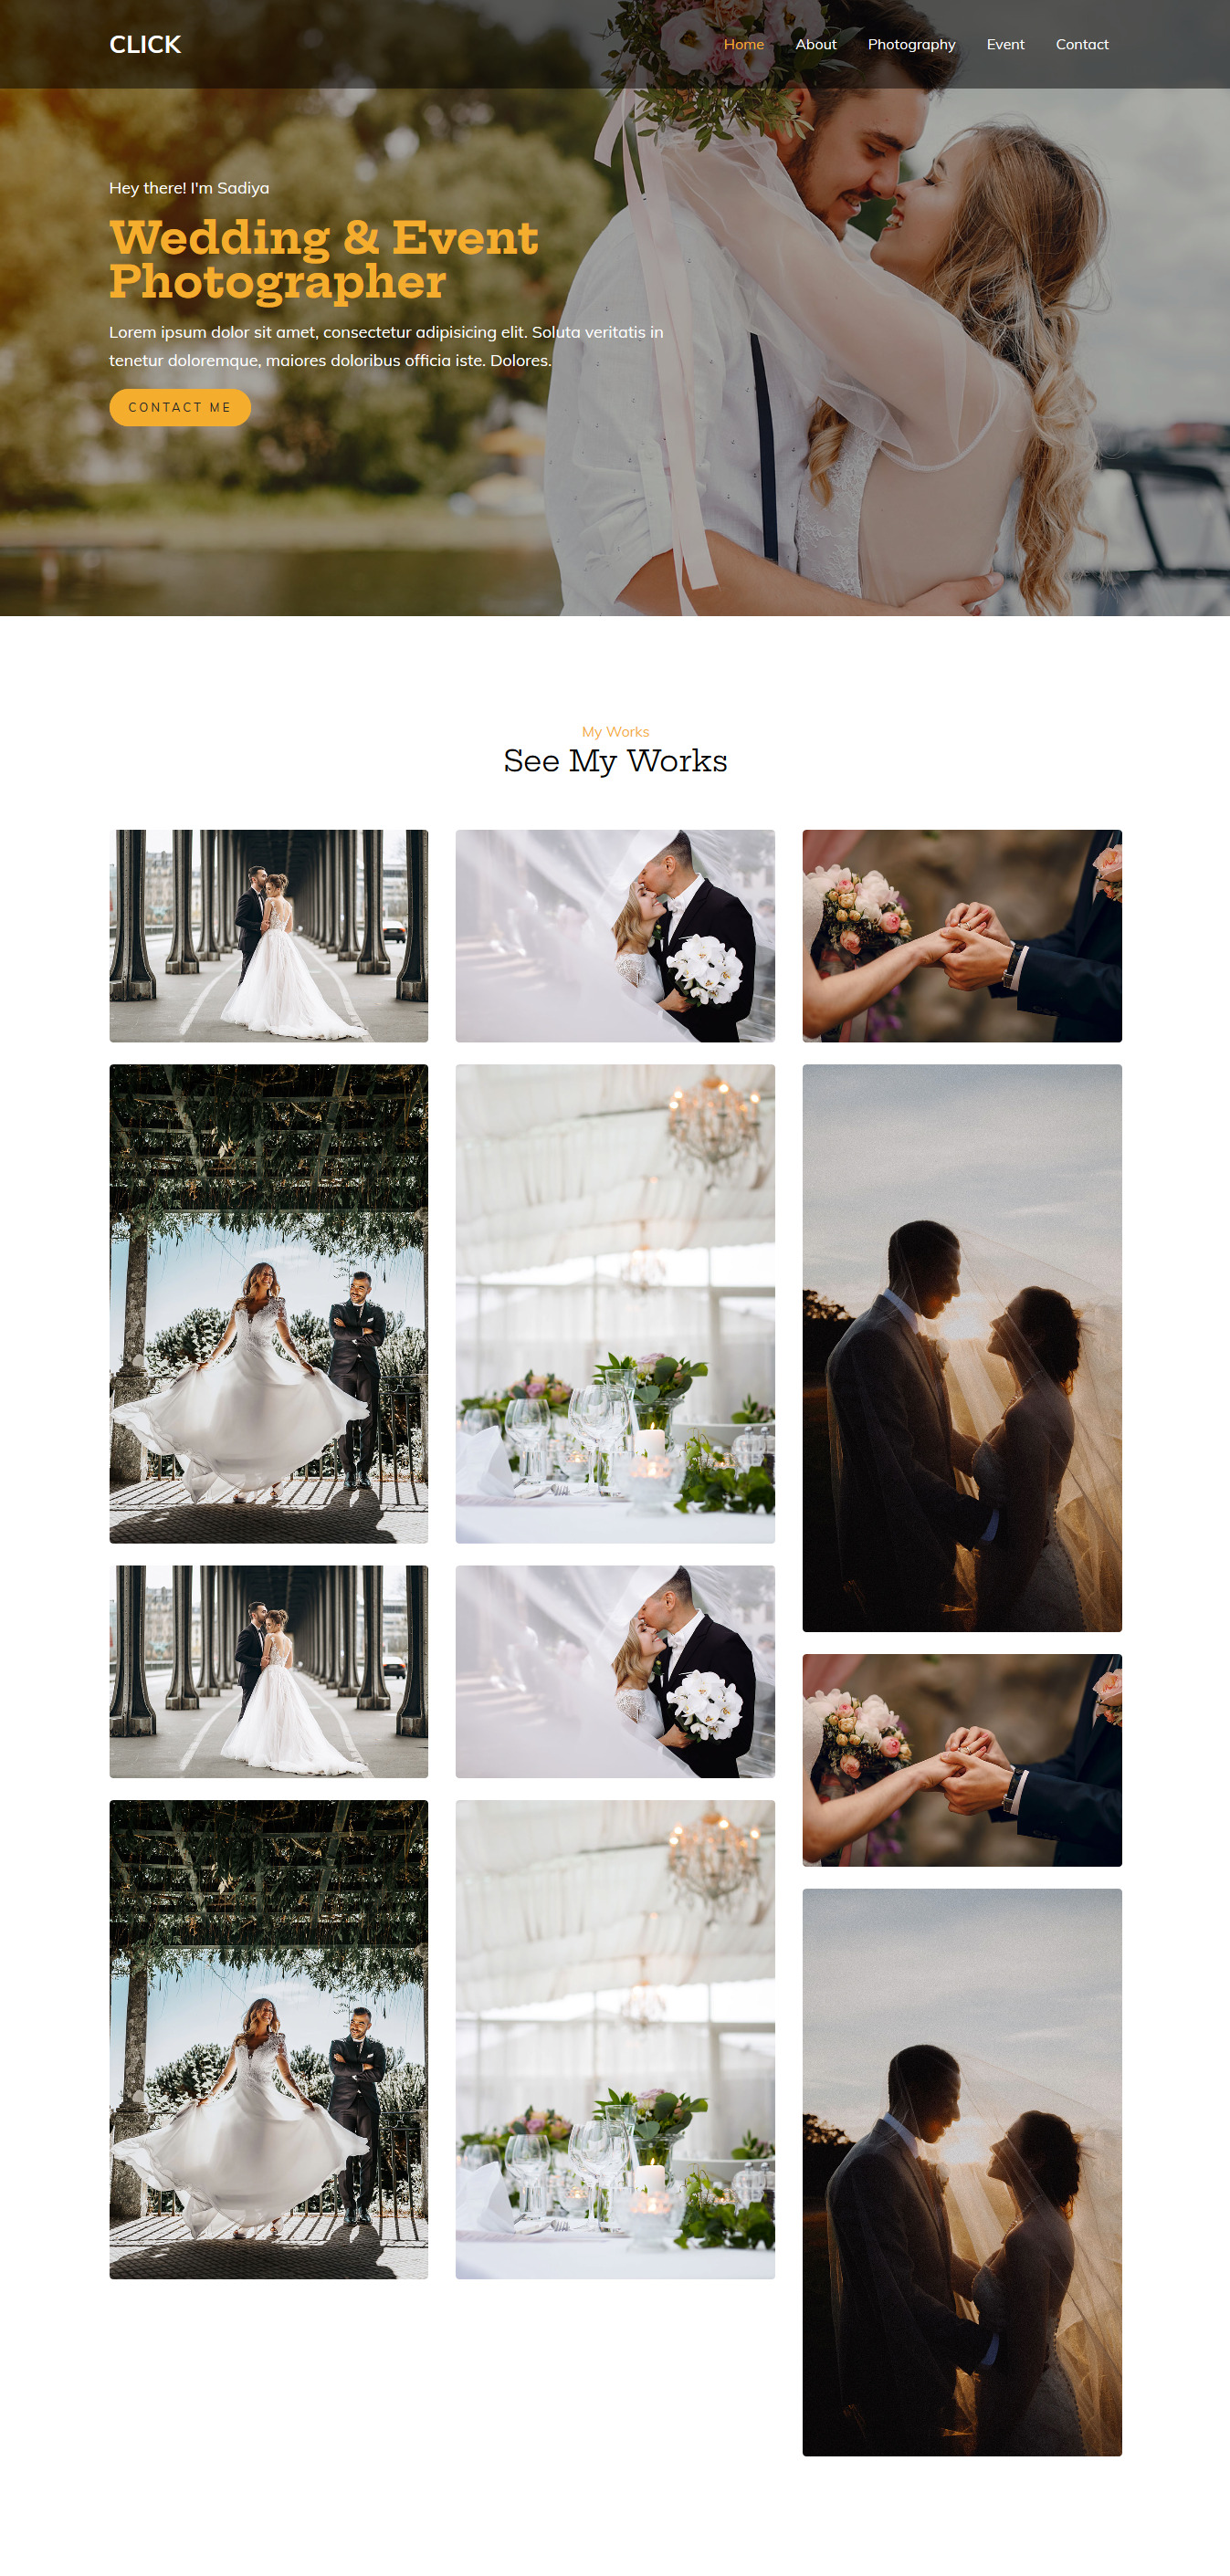 CLICK
Home About Photography Event Contact
Hey there! I'm Sadiya
Wedding & Event
Photographer
Lorem ipsum dolor sit amet, consectetur adipisicing elit. Soluta veritatis in
tenetur doloremque, maiores doloribus officia iste. Dolores.
CONTACT ME
My Works
See My Works